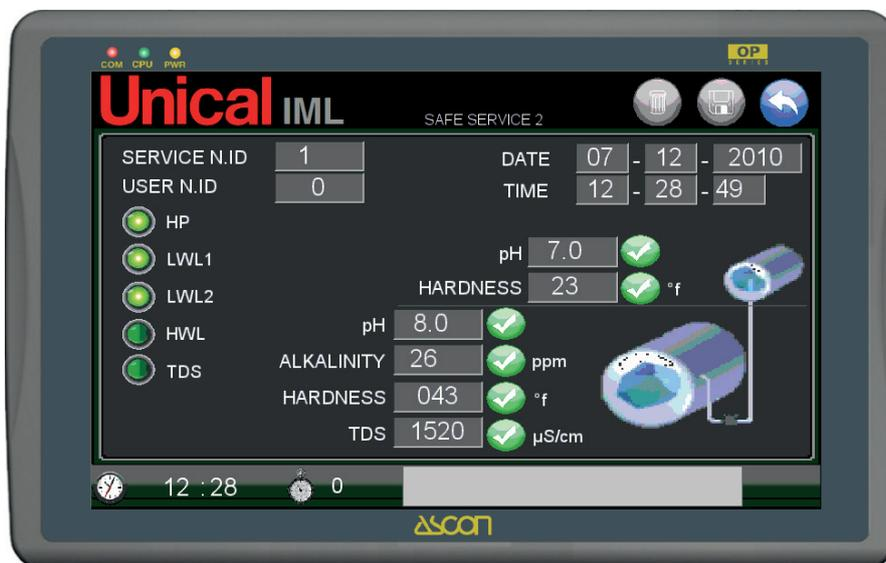 COM CPU PWR
OP
SERIES
Unical IML
SAFE SERVICE 2
SERVICE N.ID 1
DATE 07 - 12 - 2010
USER N.ID 0
TIME 12 - 28 - 49
HP
LWL1
LWL2
HWL
TDS
pH 7.0
HARDNESS 23 °f
pH 8.0
ALKALINITY 26 ppm
HARDNESS 043 °f
TDS 1520 µS/cm
12 : 28 0
ascon